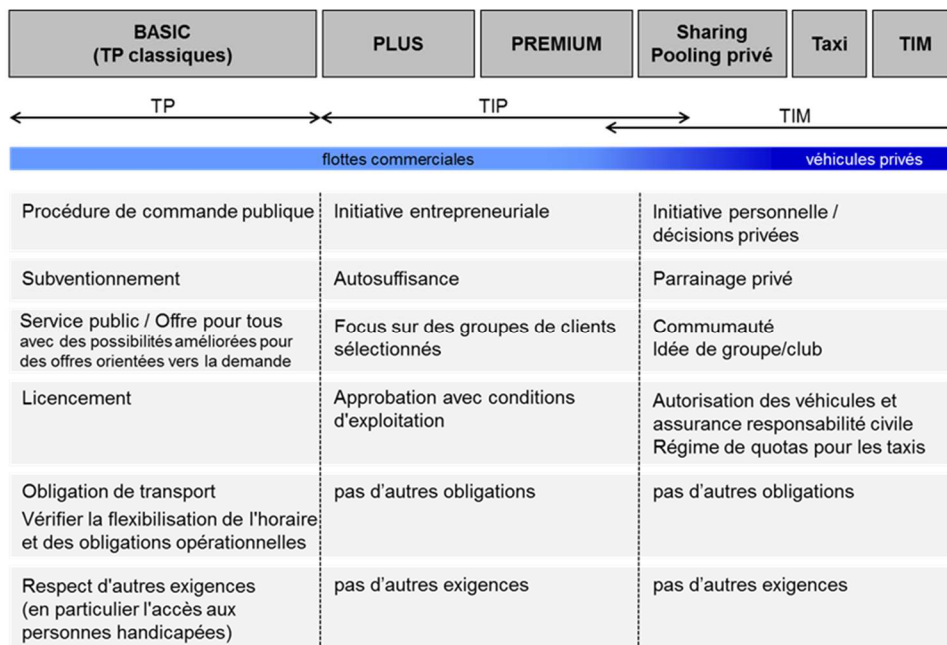 BASIC
(TP classiques)
PLUS
PREMIUM
Sharing
Pooling privé
Taxi
TIM
TP
TIP
TIM
flottes commerciales
véhicules privés
Procédure de commande publique
Initiative entrepreneuriale
Initiative personnelle /
décisions privées
Subventionnement
Autosuffisance
Parrainage privé
Service public / Offre pour tous
avec des possibilités améliorées pour
des offres orientées vers la demande
Focus sur des groupes de clients
sélectionnés
Commumauté
Idée de groupe/club
Licencement
Approbation avec conditions
d'exploitation
Autorisation des véhicules et
assurance responsabilité civile
Régime de quotas pour les taxis
Obligation de transport
Vérifier la flexibilisation de l'horaire
et des obligations opérationnelles
pas d'autres obligations
pas d'autres obligations
Respect d'autres exigences
(en particulier l'accès aux
personnes handicapées)
pas d'autres exigences
pas d'autres exigences